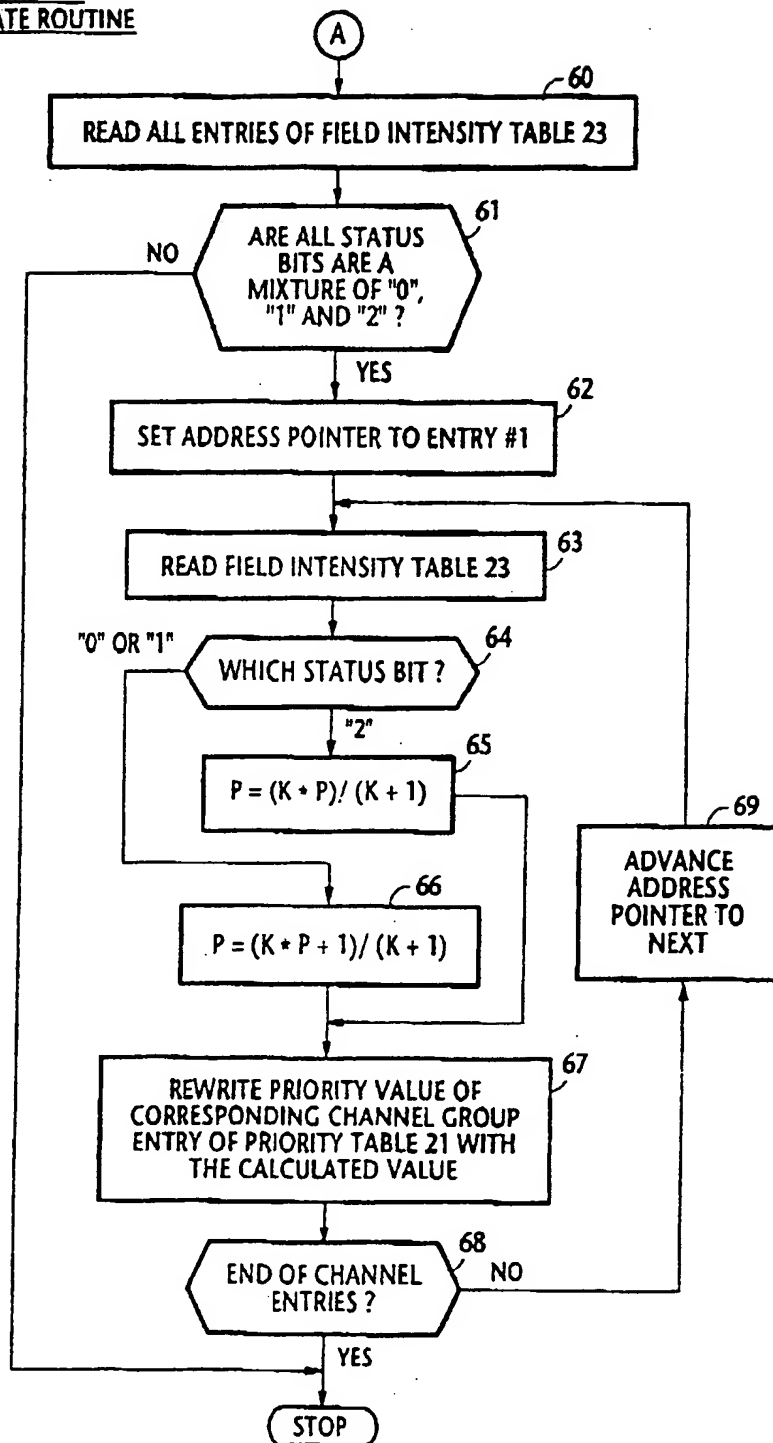 ATE ROUTINE
A
60
READ ALL ENTRIES OF FIELD INTENSITY TABLE 23
61
ARE ALL STATUS
BITS ARE A
MIXTURE OF "0",
"1" AND "2" ?
NO
YES
62
SET ADDRESS POINTER TO ENTRY #1
63
READ FIELD INTENSITY TABLE 23
"0" OR "1"
64
WHICH STATUS BIT ?
"2"
65
P = (K * P)/ (K + 1)
66
P = (K * P + 1)/ (K + 1)
69
ADVANCE
ADDRESS
POINTER TO
NEXT
67
REWRITE PRIORITY VALUE OF
CORRESPONDING CHANNEL GROUP
ENTRY OF PRIORITY TABLE 21 WITH
THE CALCULATED VALUE
68
END OF CHANNEL
ENTRIES ?
NO
YES
STOP